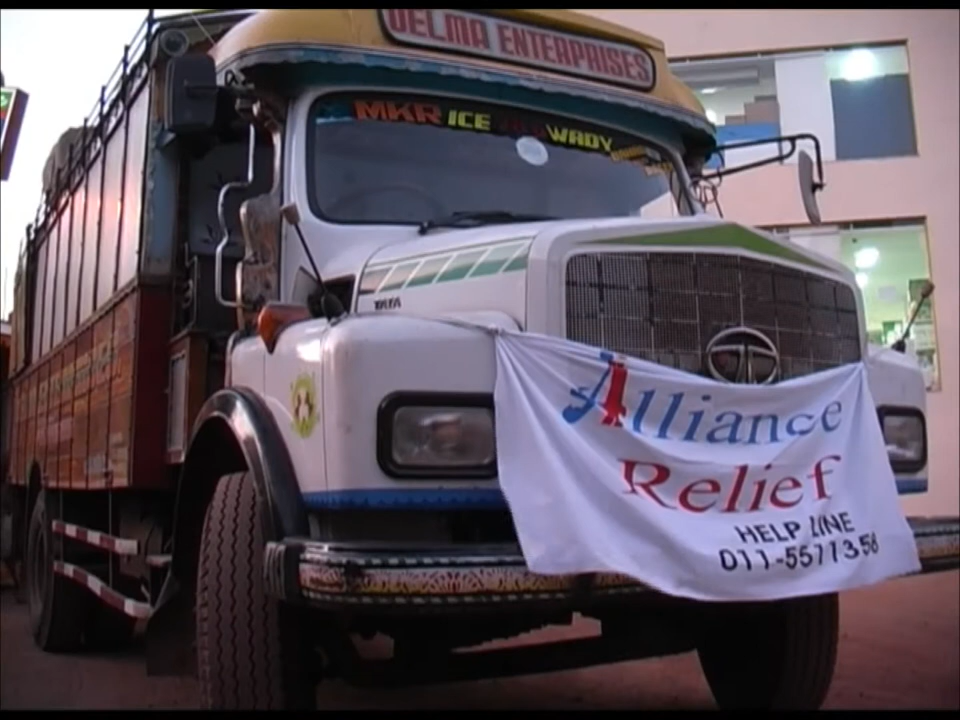 DELMA ENTERPRISES
MKR ICE WADY
TATA
Alliance
Relief
HELP LINE
011-5571356